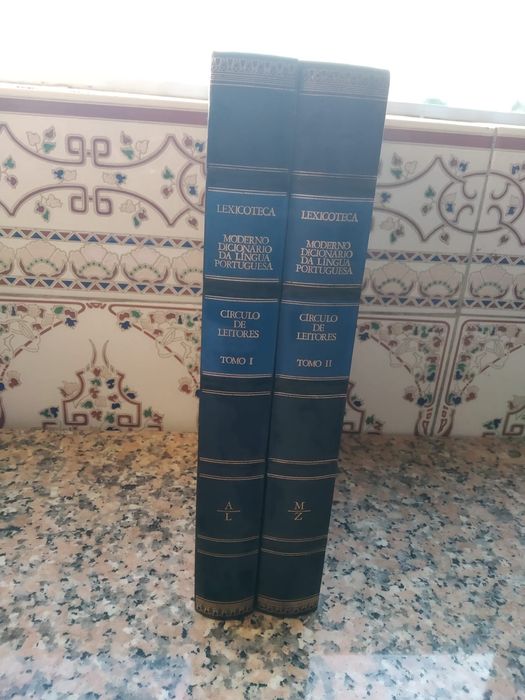 LEXICOTECA
MODERNO
DICIONÁRIO
DA LÍNGUA
PORTUGUESA
CÍRCULO
DE
LEITORES
TOMO I
A
L
LEXICOTECA
MODERNO
DICIONÁRIO
DA LÍNGUA
PORTUGUESA
CÍRCULO
DE
LEITORES
TOMO II
M
Z